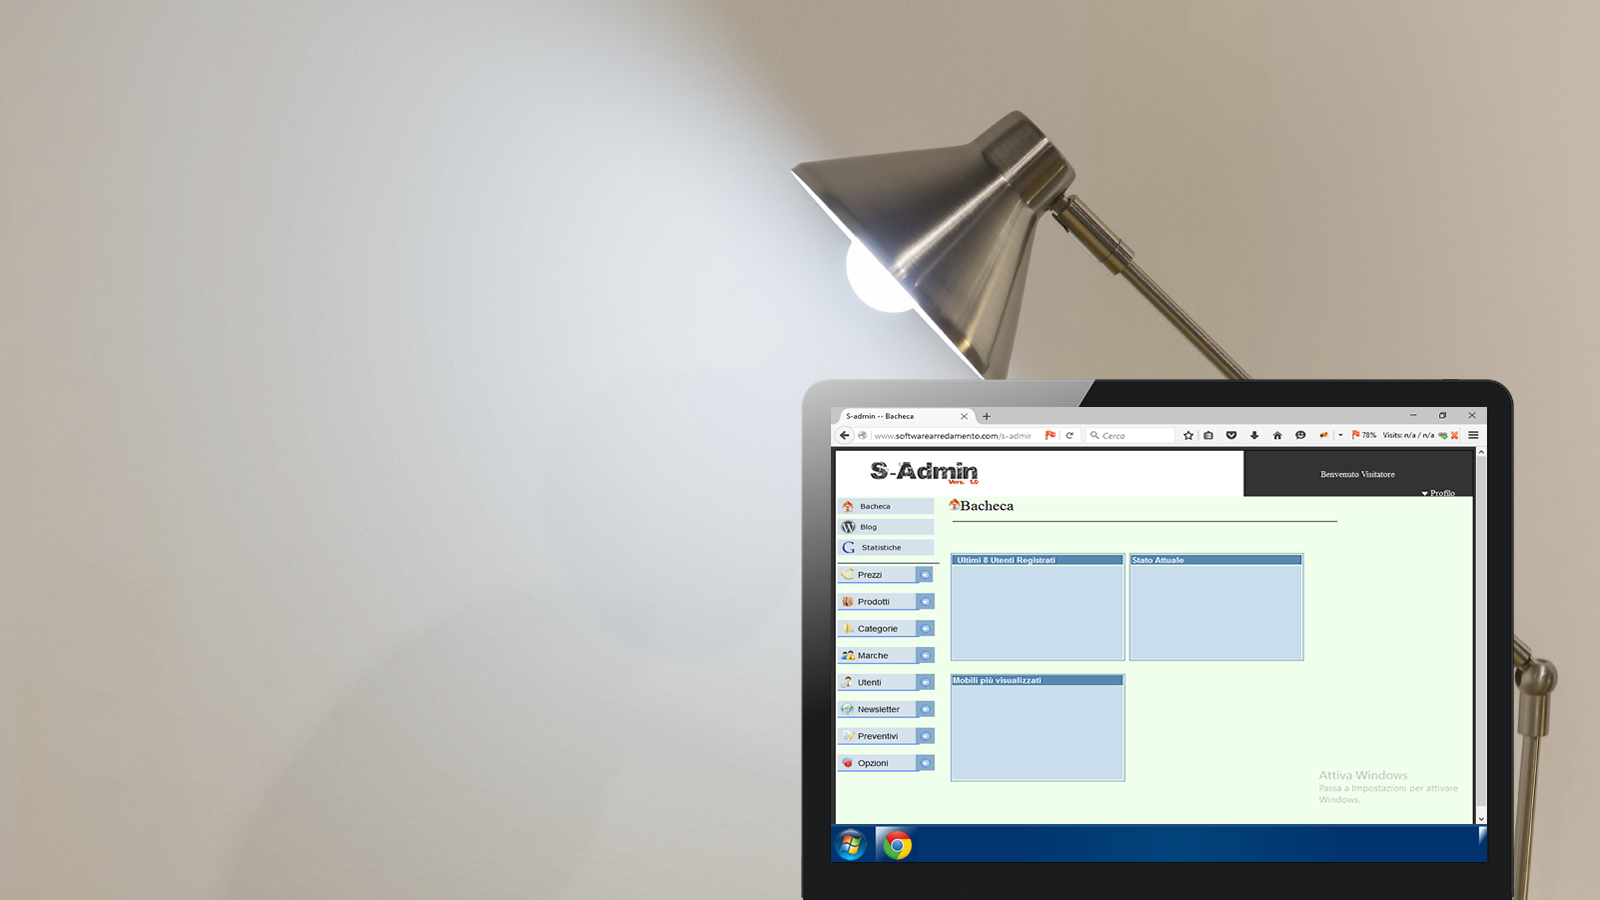 S-admin -- Bacheca
www.softwarearredamento.com/s-admir
Cerco
78%
Visits: n/a / n/a
S-Admin
Vers. 1.0
Benvenuto Visitatore
Profilo
Bacheca
Blog
Statistiche
Prezzi
Prodotti
Categorie
Marche
Utenti
Newsletter
Preventivi
Opzioni
Bacheca
Ultimi 8 Utenti Registrati
Stato Attuale
Mobili più visualizzati
Attiva Windows
Passa a Impostazioni per attivare
Windows.